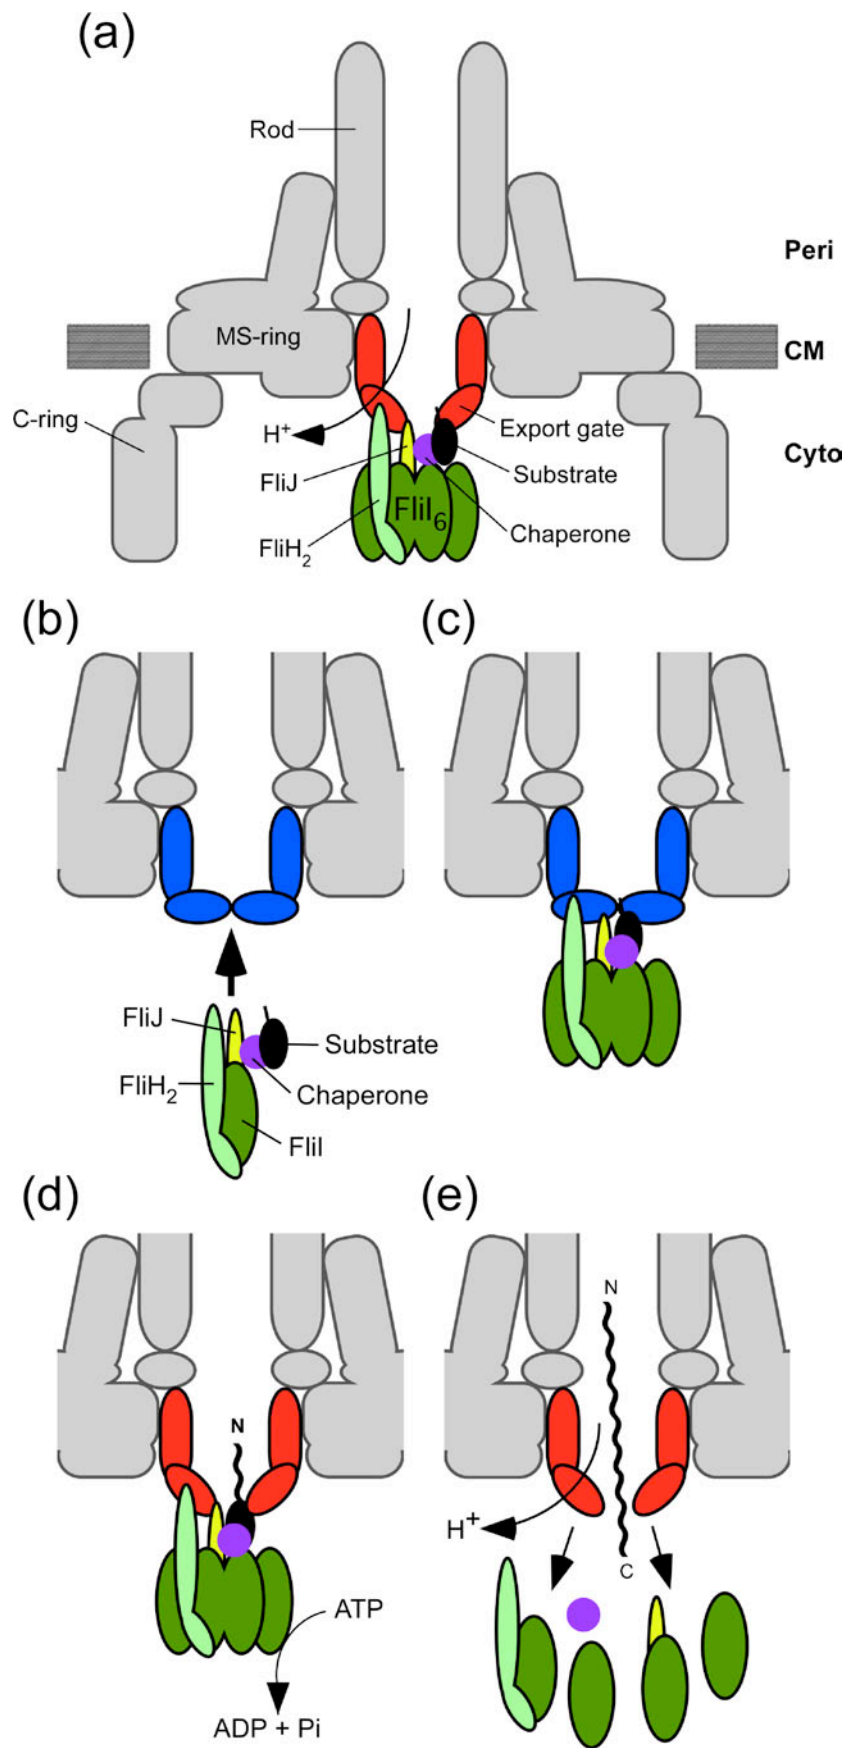 (a)
Rod
Peri
MS-ring
CM
C-ring
H+
Export gate
Cyto
FliJ
Substrate
FliI6
FliH2
Chaperone
(b)
(c)
FliJ
Substrate
FliH2
Chaperone
FliI
(d)
(e)
N
N
H+
C
ATP
ADP + Pi